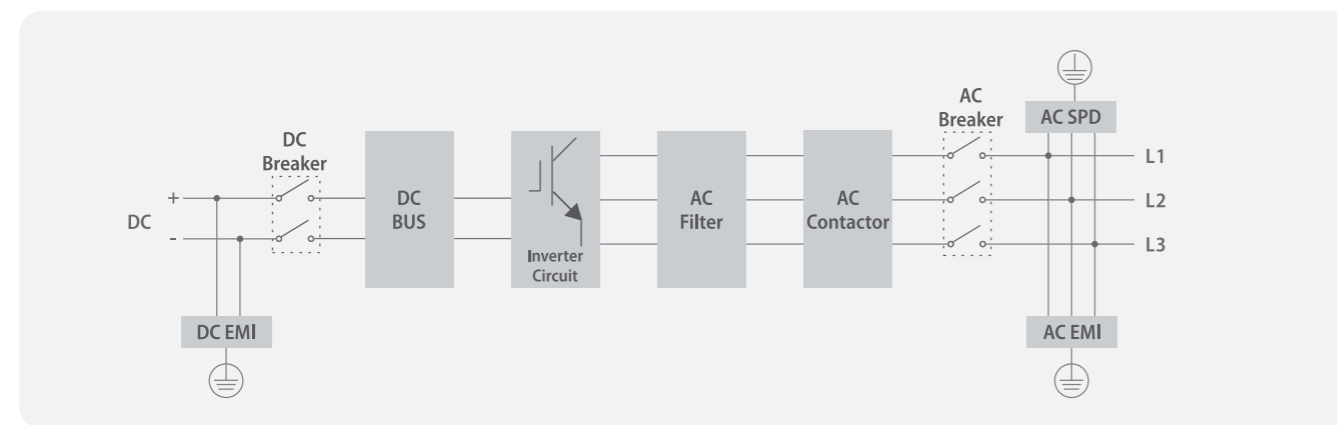 DC
Breaker
+
DC
-
DC EMI
DC
BUS
Inverter
Circuit
AC
Filter
AC
Contactor
AC
Breaker
AC SPD
L1
L2
L3
AC EMI